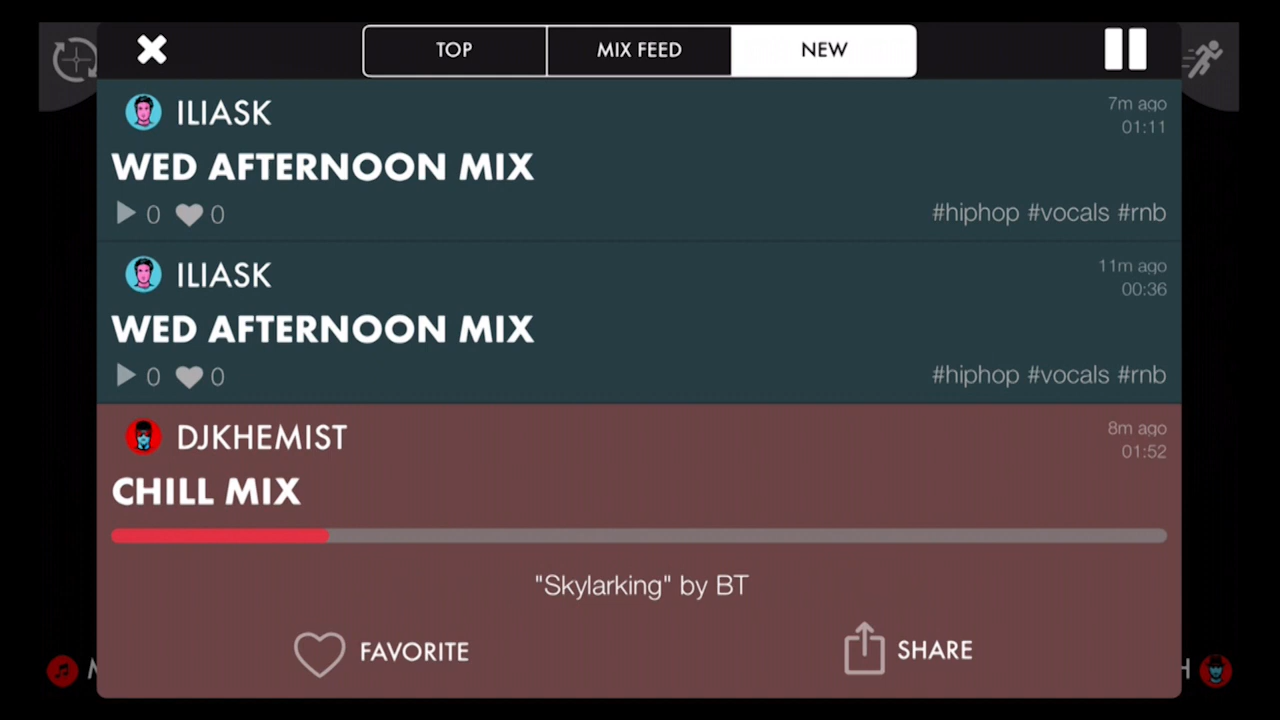 TOP MIX FEED NEW
ILIASK 7m ago
01:11
WED AFTERNOON MIX
0 0 #hiphop #vocals #rnb
ILIASK 11m ago
00:36
WED AFTERNOON MIX
0 0 #hiphop #vocals #rnb
DJKHEMIST 8m ago
01:52
CHILL MIX
"Skylarking" by BT
FAVORITE SHARE